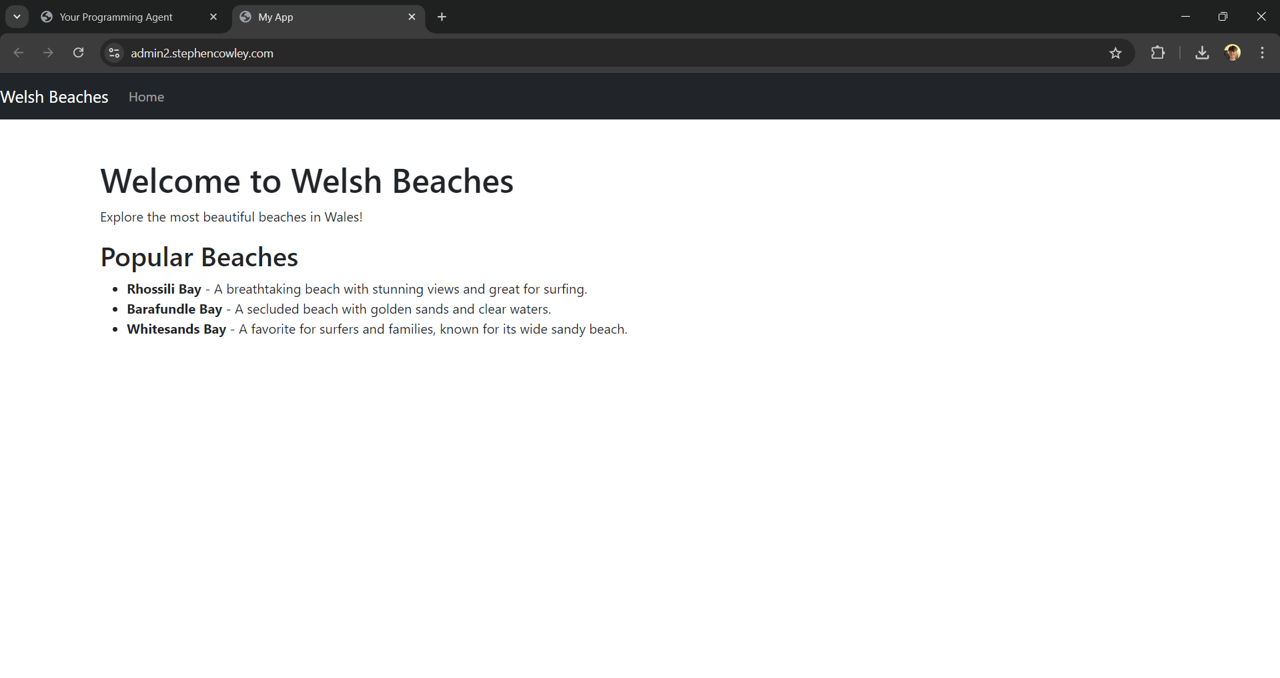 Your Programming Agent
My App
admin2.stephencowley.com
Welsh Beaches Home
Welcome to Welsh Beaches
Explore the most beautiful beaches in Wales!
Popular Beaches
Rhossili Bay - A breathtaking beach with stunning views and great for surfing.
Barafundle Bay - A secluded beach with golden sands and clear waters.
Whitesands Bay - A favorite for surfers and families, known for its wide sandy beach.